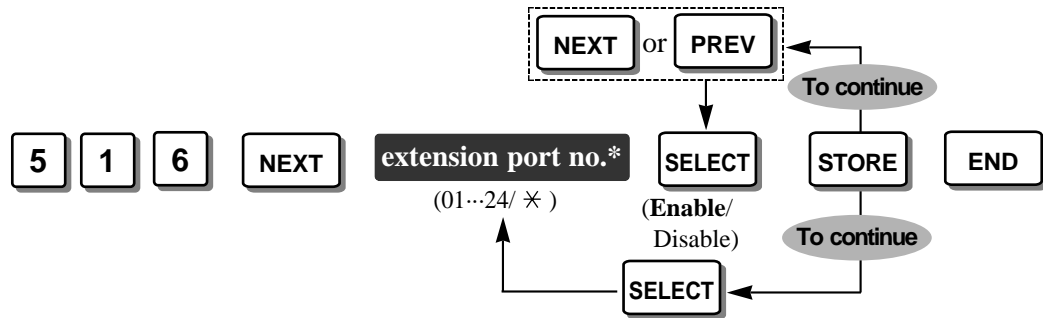 NEXT or PREV
To continue
5 1 6 NEXT extension port no.* SELECT STORE END
(01···24/ ✳ )
(Enable/
Disable)
To continue
SELECT